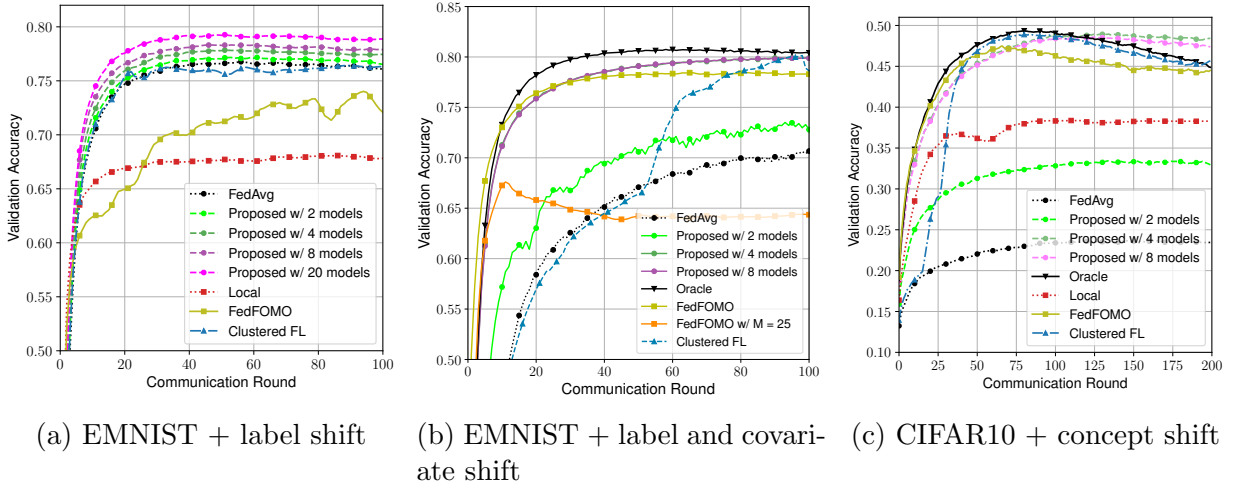 0.80
0.75
0.70
0.65
0.60
0.55
0.50
Validation Accuracy
0
20
40
60
80
100
Communication Round
FedAvg
Proposed w/ 2 models
Proposed w/ 4 models
Proposed w/ 8 models
Proposed w/ 20 models
Local
FedFOMO
Clustered FL
(a) EMNIST + label shift
0.85
0.80
0.75
0.70
0.65
0.60
0.55
0.50
Validation Accuracy
0
20
40
60
80
100
Communication Round
FedAvg
Proposed w/ 2 models
Proposed w/ 4 models
Proposed w/ 8 models
Oracle
FedFOMO
FedFOMO w/ M = 25
Clustered FL
(b) EMNIST + label and covari-
ate shift
0.50
0.45
0.40
0.35
0.30
0.25
0.20
0.15
0.10
Validation Accuracy
0
25
50
75
100
125
150
175
200
Communication Round
FedAvg
Proposed w/ 2 models
Proposed w/ 4 models
Proposed w/ 8 models
Oracle
Local
FedFOMO
Clustered FL
(c) CIFAR10 + concept shift